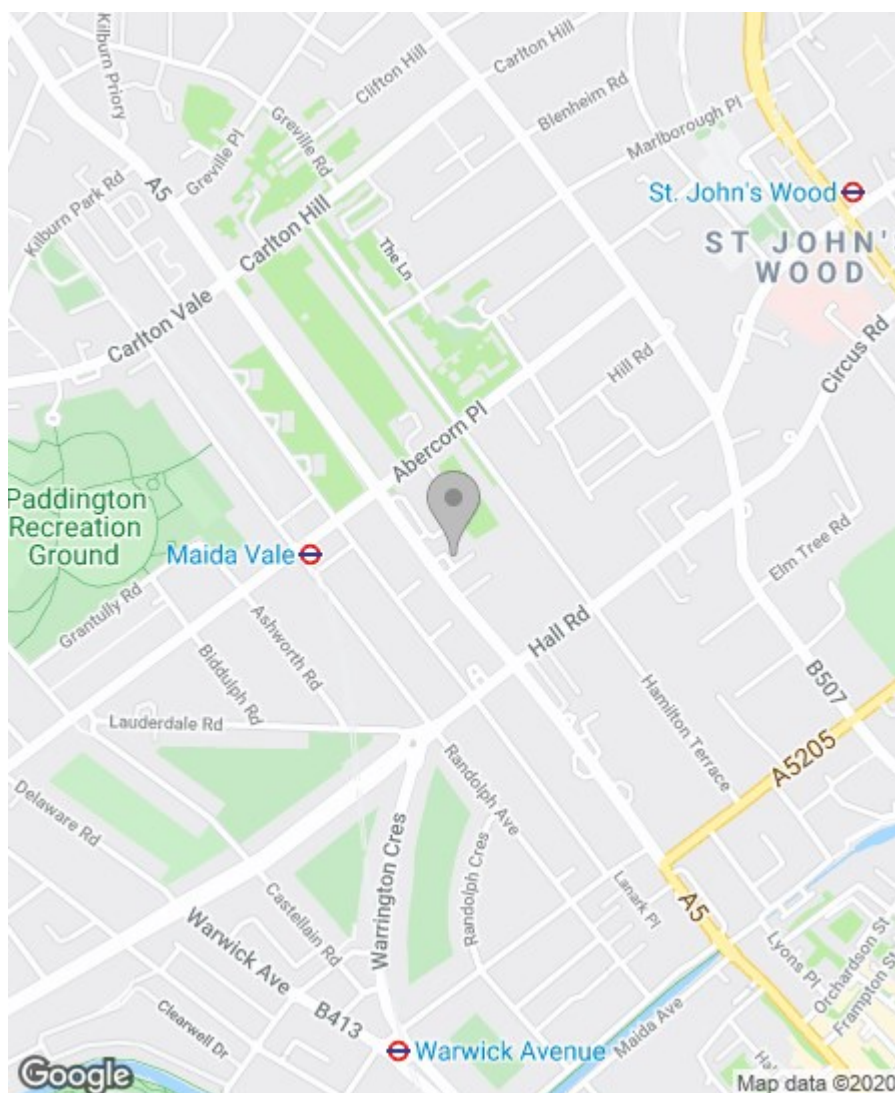 Kilburn Priory
Clifton Hill
Carlton Hill
Blenheim Rd
Marlborough Pl
Greville Pl
Greville Rd
A5
Kilburn Park Rd
St. John's Wood
ST JOHN'
WOOD
Carlton Hill
The Ln
Carlton Vale
Hill Rd
Circus Rd
Abercorn Pl
Paddington
Recreation
Ground
Maida Vale
Elm Tree Rd
Grantully Rd
Ashworth Rd
Biddulph Rd
Hall Rd
Hamilton Terrace
B507
Lauderdale Rd
A5205
Randolph Ave
Delaware Rd
Warrington Cres
Randolph Cres
Castellain Rd
Lanark Pl
A5
Warwick Ave
B413
Lyons Pl
Orchardson St
Frampton St
Clearwell Dr
Warwick Avenue
Maida Ave
Google
Map data ©2020